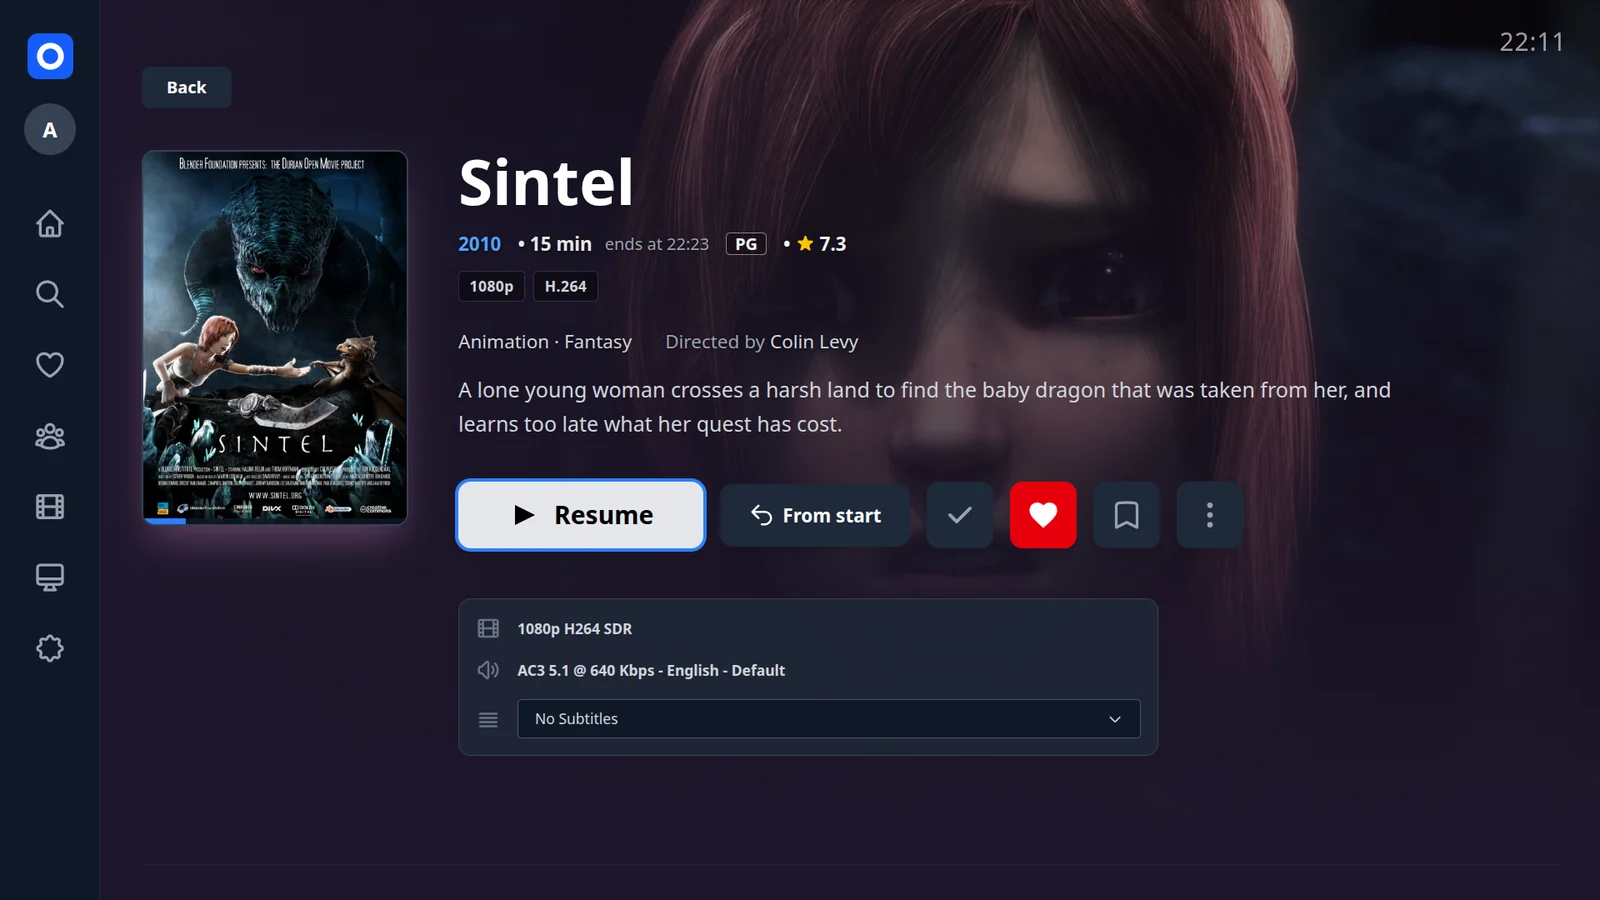 22:11
Back
A
BLENDER FOUNDATION PRESENTS: THE DURIAN OPEN MOVIE PROJECT
SINTEL
WWW.SINTEL.ORG
Sintel
2010 • 15 min ends at 22:23 PG • 7.3
1080p H.264
Animation · Fantasy Directed by Colin Levy
A lone young woman crosses a harsh land to find the baby dragon that was taken from her, and
learns too late what her quest has cost.
Resume From start
1080p H264 SDR
AC3 5.1 @ 640 Kbps - English - Default
No Subtitles